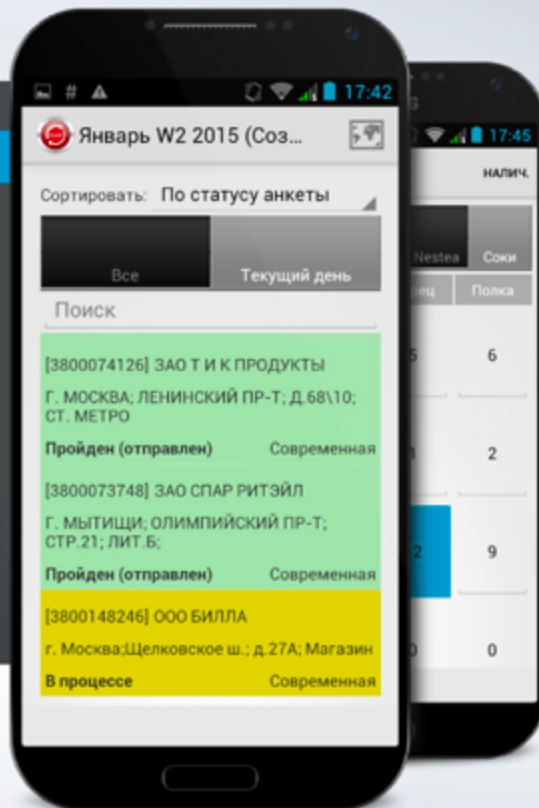 # 17:42
Январь W2 2015 (Соз...
Сортировать: По статусу анкеты
Все Текущий день
Поиск
[3800074126] ЗАО Т И К ПРОДУКТЫ
Г. МОСКВА; ЛЕНИНСКИЙ ПР-Т; Д.68\10;
СТ. МЕТРО
Пройден (отправлен) Современная
[3800073748] ЗАО СПАР РИТЭЙЛ
Г. МЫТИЩИ; ОЛИМПИЙСКИЙ ПР-Т;
СТР.21; ЛИТ.Б;
Пройден (отправлен) Современная
[3800148246] ООО БИЛЛА
г. Москва;Щелковское ш.; д.27А; Магазин
В процессе Современная
17:45
НАЛИЧ.
Nestea Соки
Полка
6
2
2 9
0